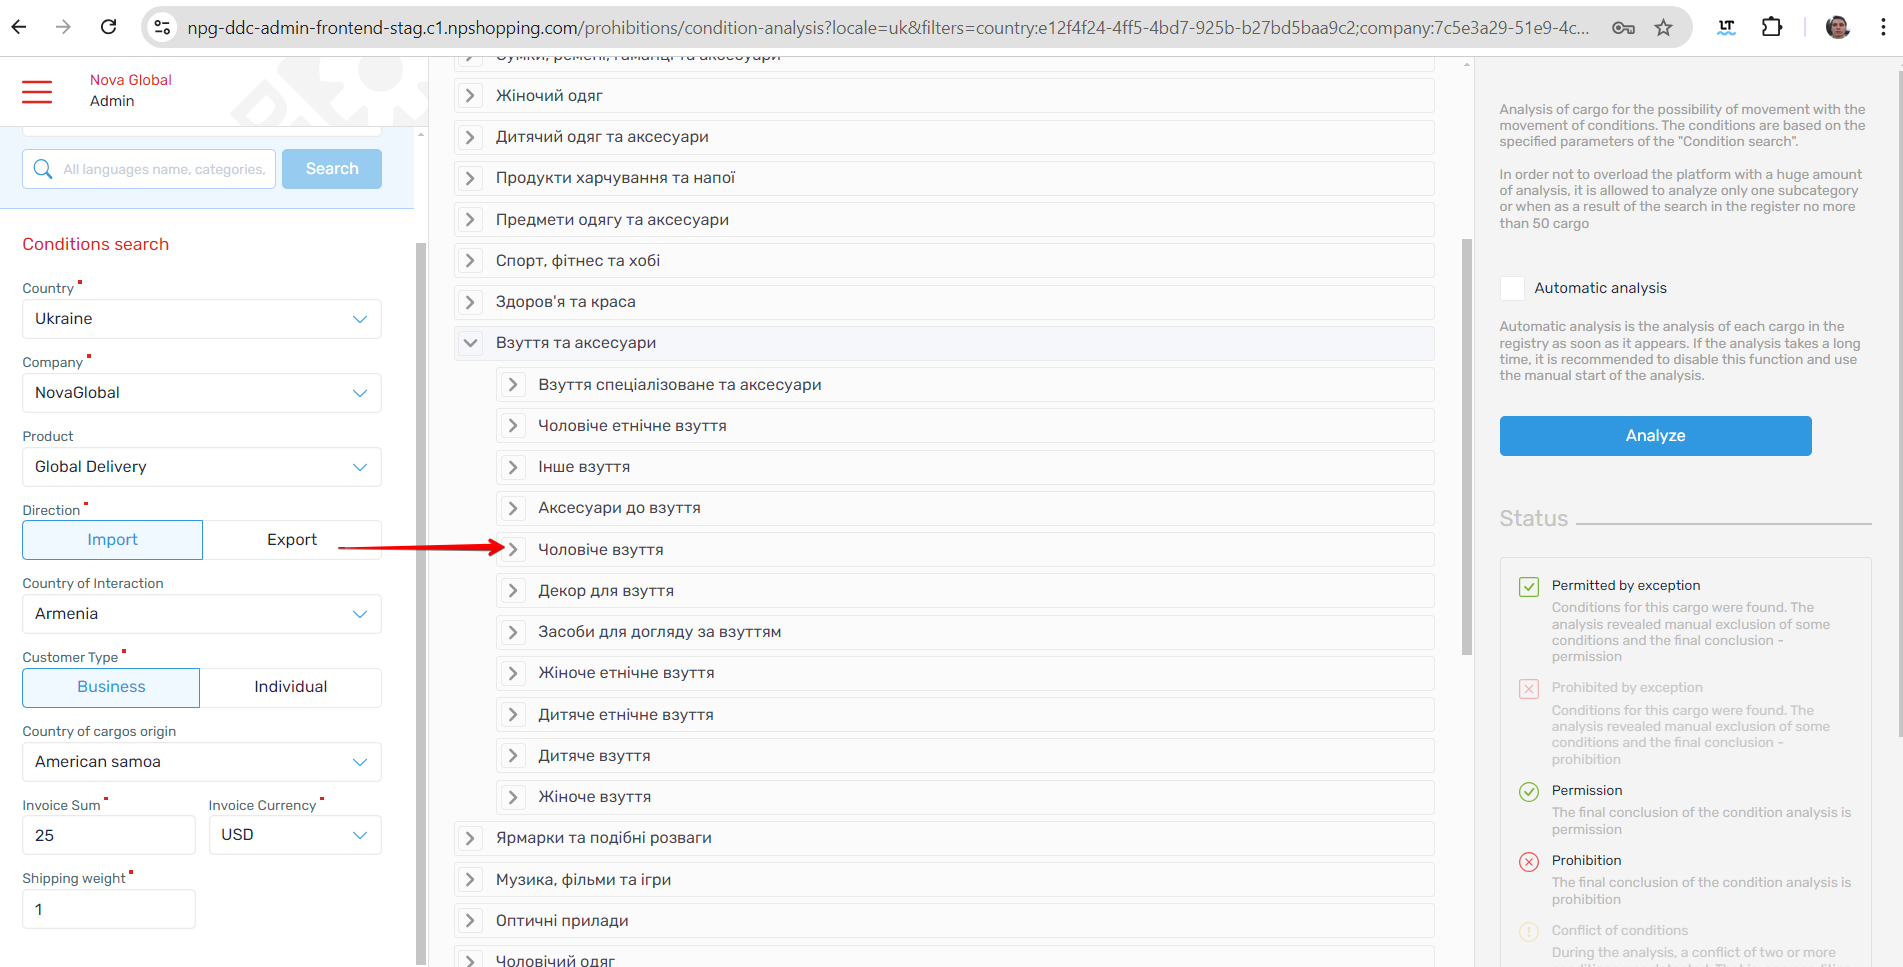 npg-ddc-admin-frontend-stag.c1.npshopping.com/prohibitions/condition-analysis?locale=uk&filters=country:e12f4f24-4ff5-4bd7-925b-b27bd5baa9c2;company:7c5e3a29-51e9-4c...
LT
Nova Global
Admin
All languages name, categories,
Search
Conditions search
Country
Ukraine
Company
NovaGlobal
Product
Global Delivery
Direction
Import
Export
Country of Interaction
Armenia
Customer Type
Business
Individual
Country of cargos origin
American samoa
Invoice Sum
Invoice Currency
25
USD
Shipping weight
1
Сумки, ремені, гаманці та аксесуари
Жіночий одяг
Дитячий одяг та аксесуари
Продукти харчування та напої
Предмети одягу та аксесуари
Спорт, фітнес та хобі
Здоров'я та краса
Взуття та аксесуари
Взуття спеціалізоване та аксесуари
Чоловіче етнічне взуття
Інше взуття
Аксесуари до взуття
Чоловіче взуття
Декор для взуття
Засоби для догляду за взуттям
Жіноче етнічне взуття
Дитяче етнічне взуття
Дитяче взуття
Жіноче взуття
Ярмарки та подібні розваги
Музика, фільми та ігри
Оптичні прилади
Чоловічий одяг
Analysis of cargo for the possibility of movement with the
movement of conditions. The conditions are based on the
specified parameters of the "Condition search".
In order not to overload the platform with a huge amount
of analysis, it is allowed to analyze only one subcategory
or when as a result of the search in the register no more
than 50 cargo
Automatic analysis
Automatic analysis is the analysis of each cargo in the
registry as soon as it appears. If the analysis takes a long
time, it is recommended to disable this function and use
the manual start of the analysis.
Analyze
Status
Permitted by exception
Conditions for this cargo were found. The
analysis revealed manual exclusion of some
conditions and the final conclusion -
permission
Prohibited by exception
Conditions for this cargo were found. The
analysis revealed manual exclusion of some
conditions and the final conclusion -
prohibition
Permission
The final conclusion of the condition analysis is
permission
Prohibition
The final conclusion of the condition analysis is
prohibition
Conflict of conditions
During the analysis, a conflict of two or more